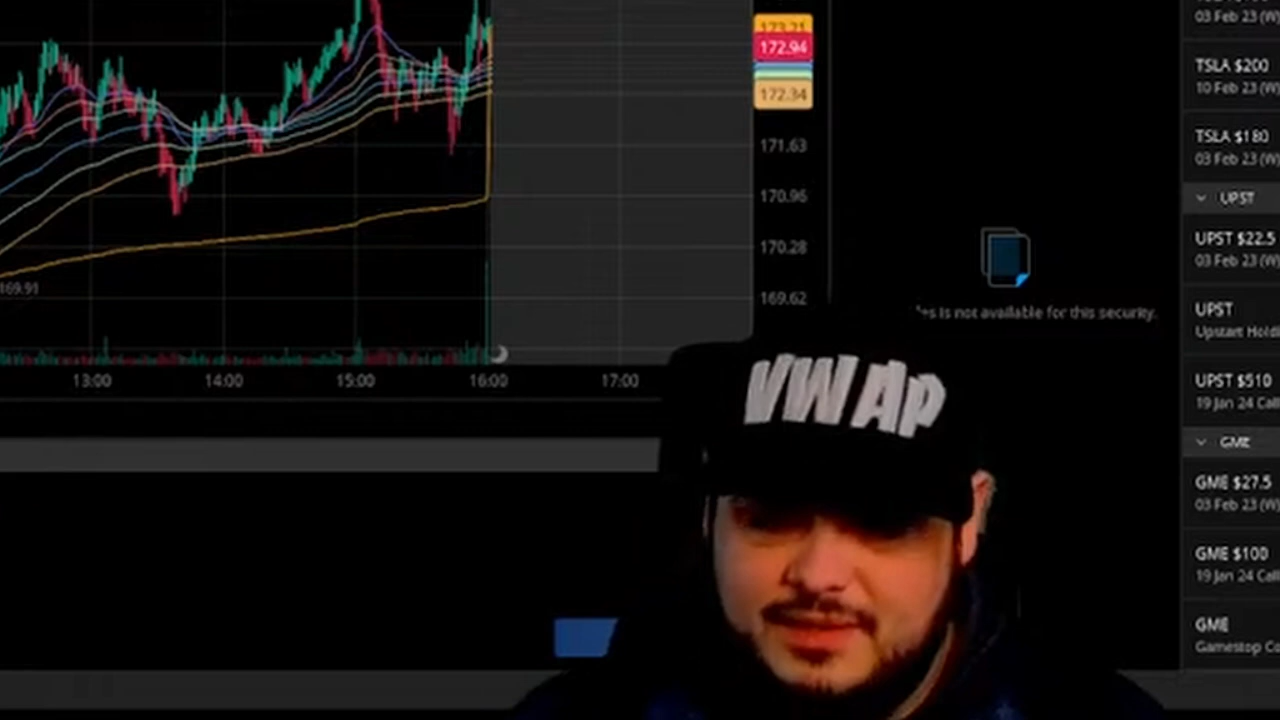 173.21
172.94
172.34
171.63
170.96
170.28
169.62
169.91
13:00
14:00
15:00
16:00
17:00
is not available for this security.
VWAP
03 Feb 23 (W)
TSLA $200
10 Feb 23 (W)
TSLA $180
03 Feb 23 (W)
UPST
UPST $22.5
03 Feb 23 (W)
UPST
Upstart Holdi
UPST $510
19 Jan 24 Call
GME
GME $27.5
03 Feb 23 (W)
GME $100
19 Jan 24 Call
GME
Gamestop Co